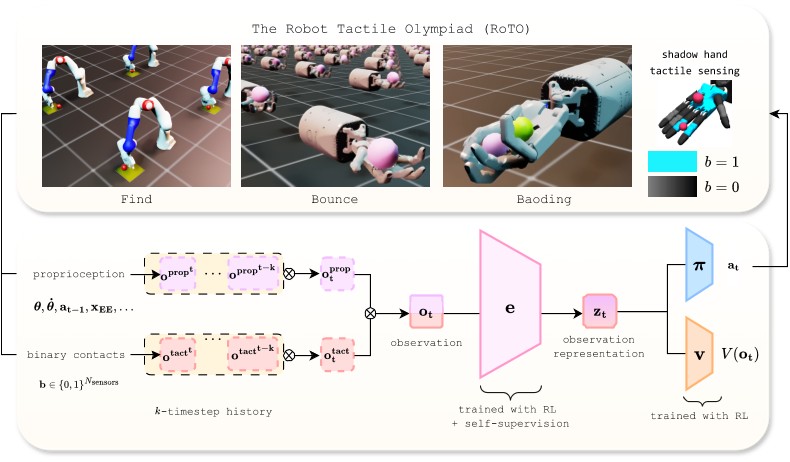 The Robot Tactile Olympiad (RoTO)
shadow hand
tactile sensing
b = 1
b = 0
Find
Bounce
Baoding
proprioception
o^prop^t
...
o^prop^t−k
⊗
o_t^prop
θ, θ̇, a_t−1, x_EE, ...
⊗
o_t
observation
e
z_t
observation
representation
π
a_t
v
V(o_t)
binary contacts
o^tact^t
...
o^tact^t−k
⊗
o_t^tact
b ∈ {0, 1}^N_sensors
k-timestep history
trained with RL
+ self-supervision
trained with RL